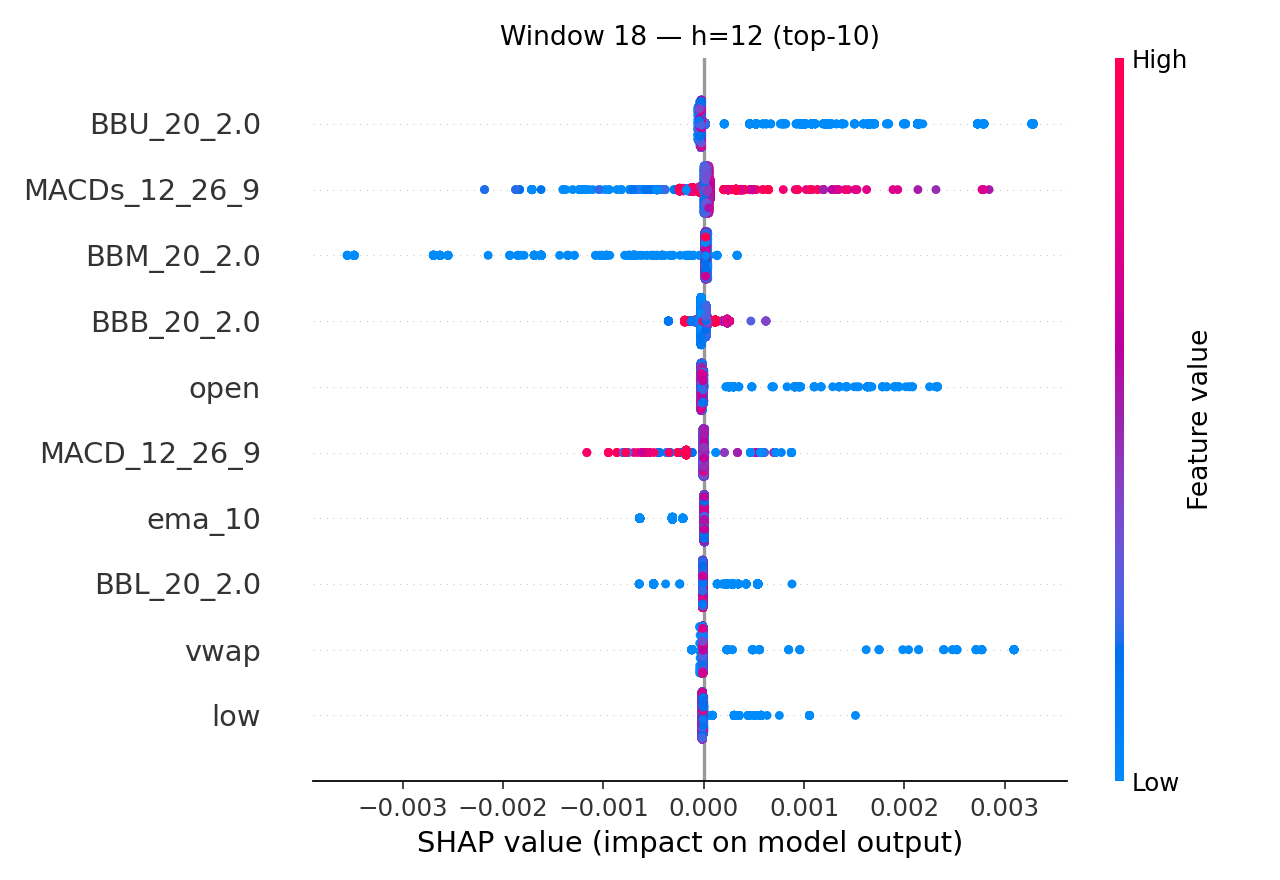 Window 18 — h=12 (top-10)
High
BBU_20_2.0
MACDs_12_26_9
BBM_20_2.0
BBB_20_2.0
open
MACD_12_26_9
ema_10
BBL_20_2.0
vwap
low
Feature value
Low
−0.003 −0.002 −0.001 0.000 0.001 0.002 0.003
SHAP value (impact on model output)